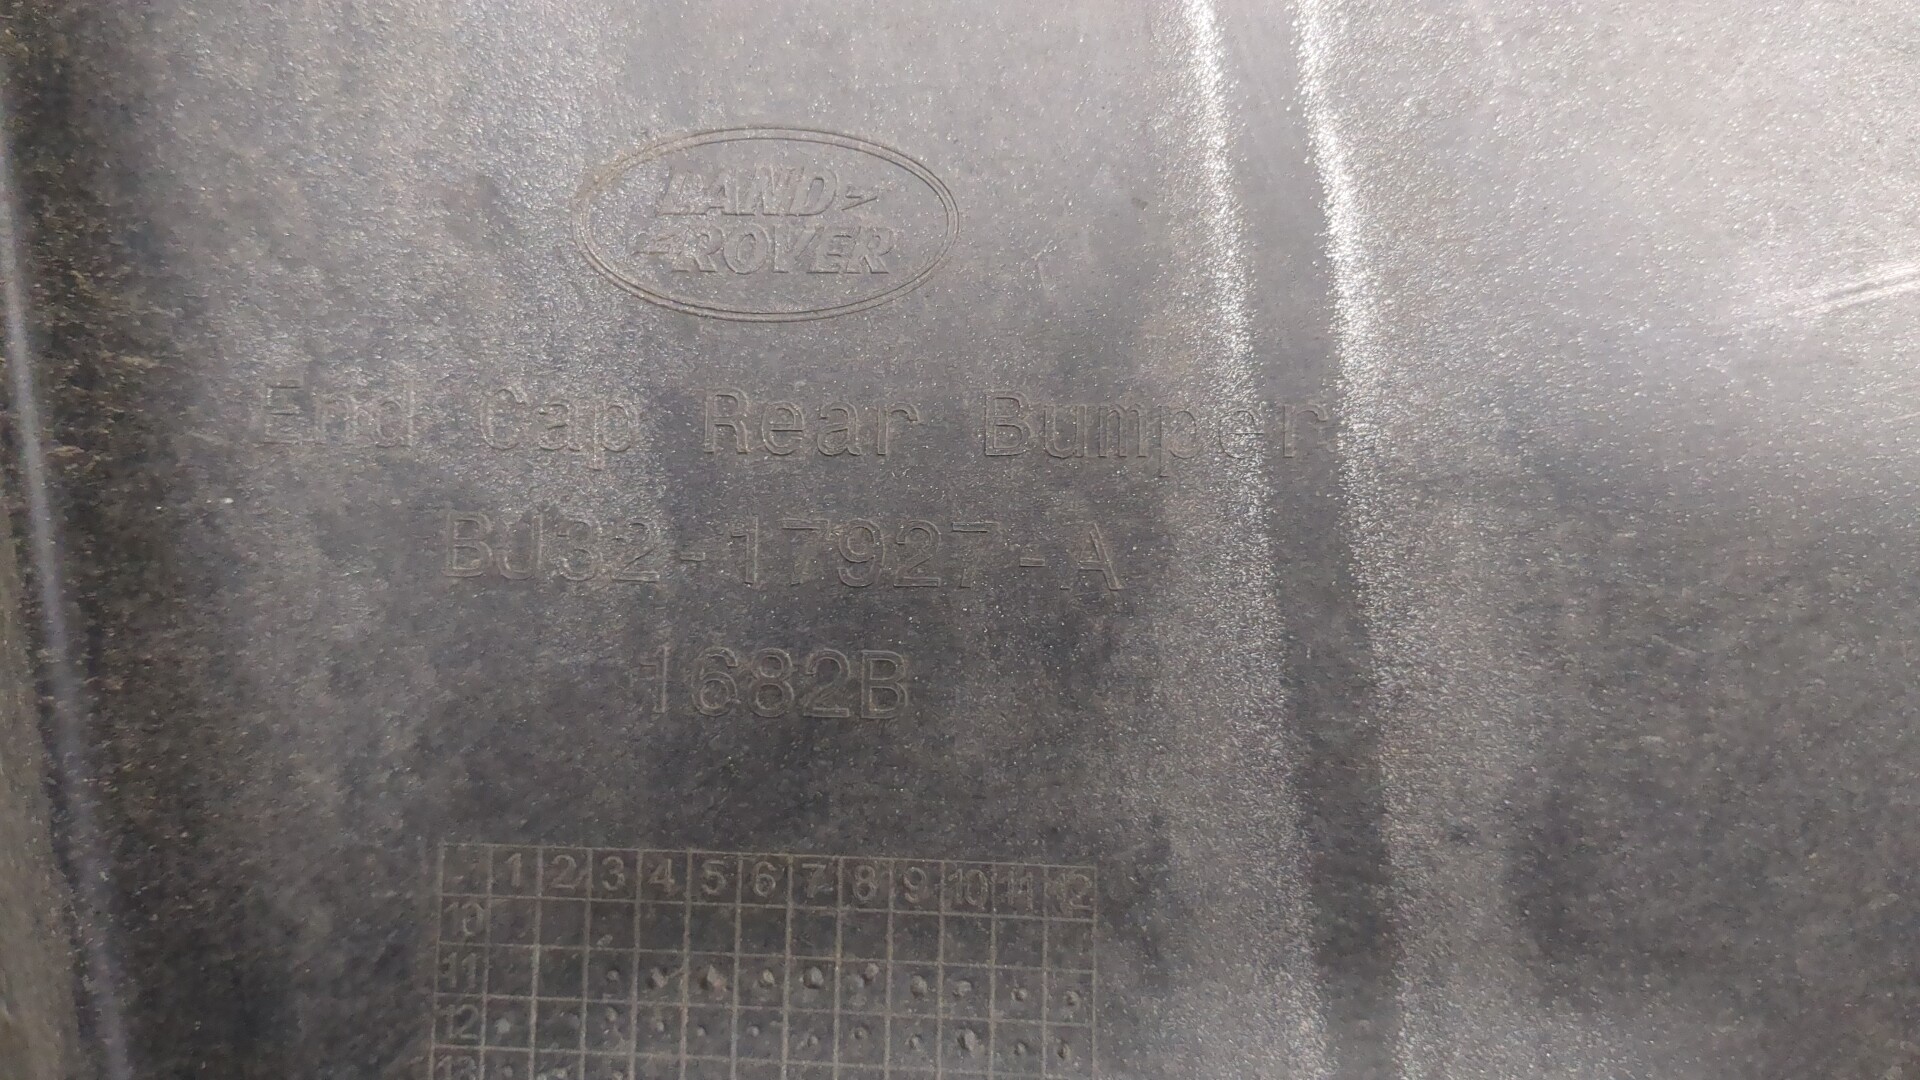 LAND-
-ROVER
End Cap Rear Bumper
BJ32-17927-A
1682B
1 2 3 4 5 6 7 8 9 10 11 12
10
11
12
13